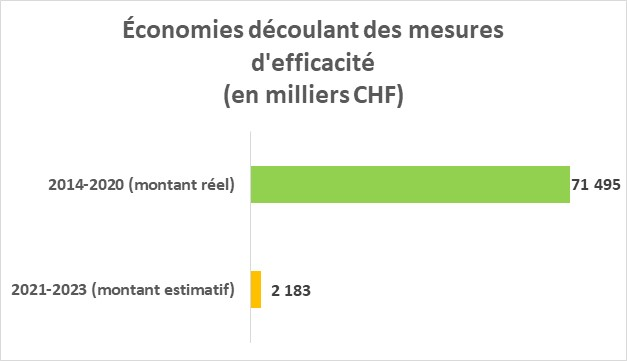 Économies découlant des mesures
d'efficacité
(en milliers CHF)
2014-2020 (montant réel)
71 495
2021-2023 (montant estimatif)
2 183